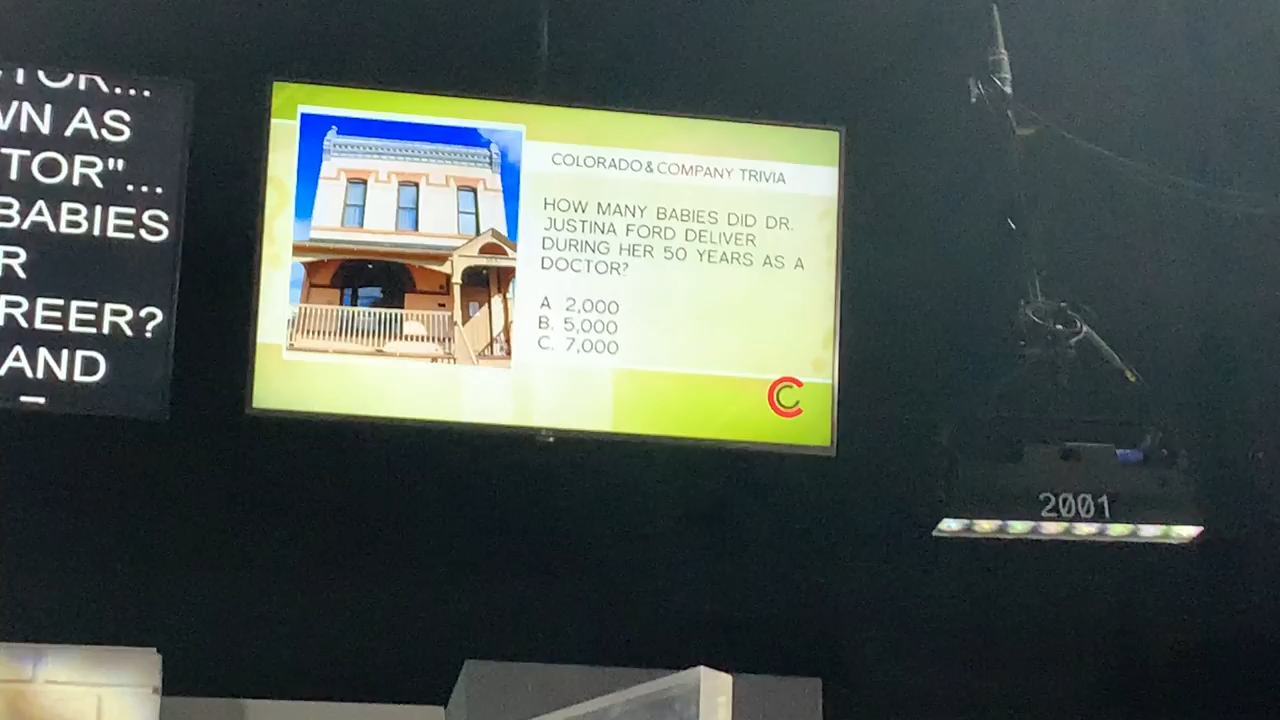 WN AS
TOR"...
BABIES
R
REER?
AND
COLORADO & COMPANY TRIVIA
HOW MANY BABIES DID DR.
JUSTINA FORD DELIVER
DURING HER 50 YEARS AS A
DOCTOR?
A 2,000
B. 5,000
C. 7,000
2001